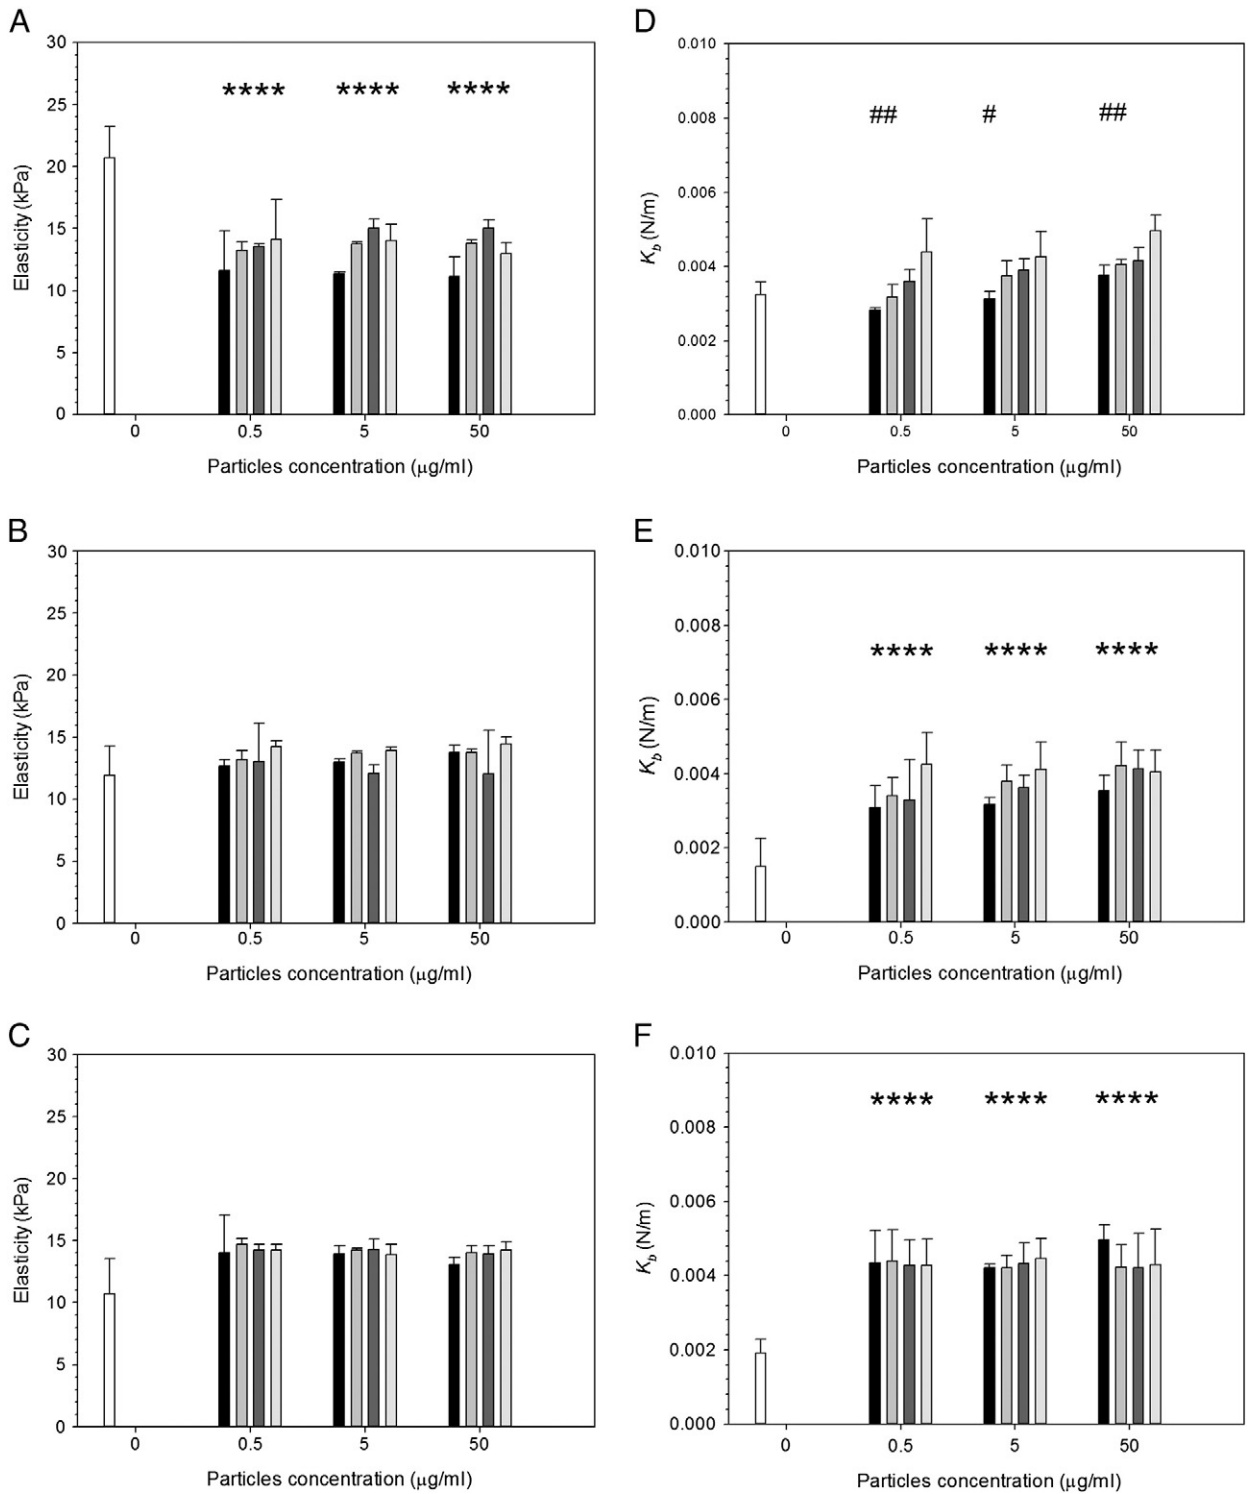 A
30
25
20
15
10
5
0
Elasticity (kPa)
**** **** ****
0 0.5 5 50
Particles concentration (μg/ml)
D
0.010
0.008
0.006
0.004
0.002
0.000
K_b (N/m)
## # ##
0 0.5 5 50
Particles concentration (μg/ml)
B
30
25
20
15
10
5
0
Elasticity (kPa)
0 0.5 5 50
Particles concentration (μg/ml)
E
0.010
0.008
0.006
0.004
0.002
0.000
K_b (N/m)
**** **** ****
0 0.5 5 50
Particles concentration (μg/ml)
C
30
25
20
15
10
5
0
Elasticity (kPa)
0 0.5 5 50
Particles concentration (μg/ml)
F
0.010
0.008
0.006
0.004
0.002
0.000
K_b (N/m)
**** **** ****
0 0.5 5 50
Particles concentration (μg/ml)